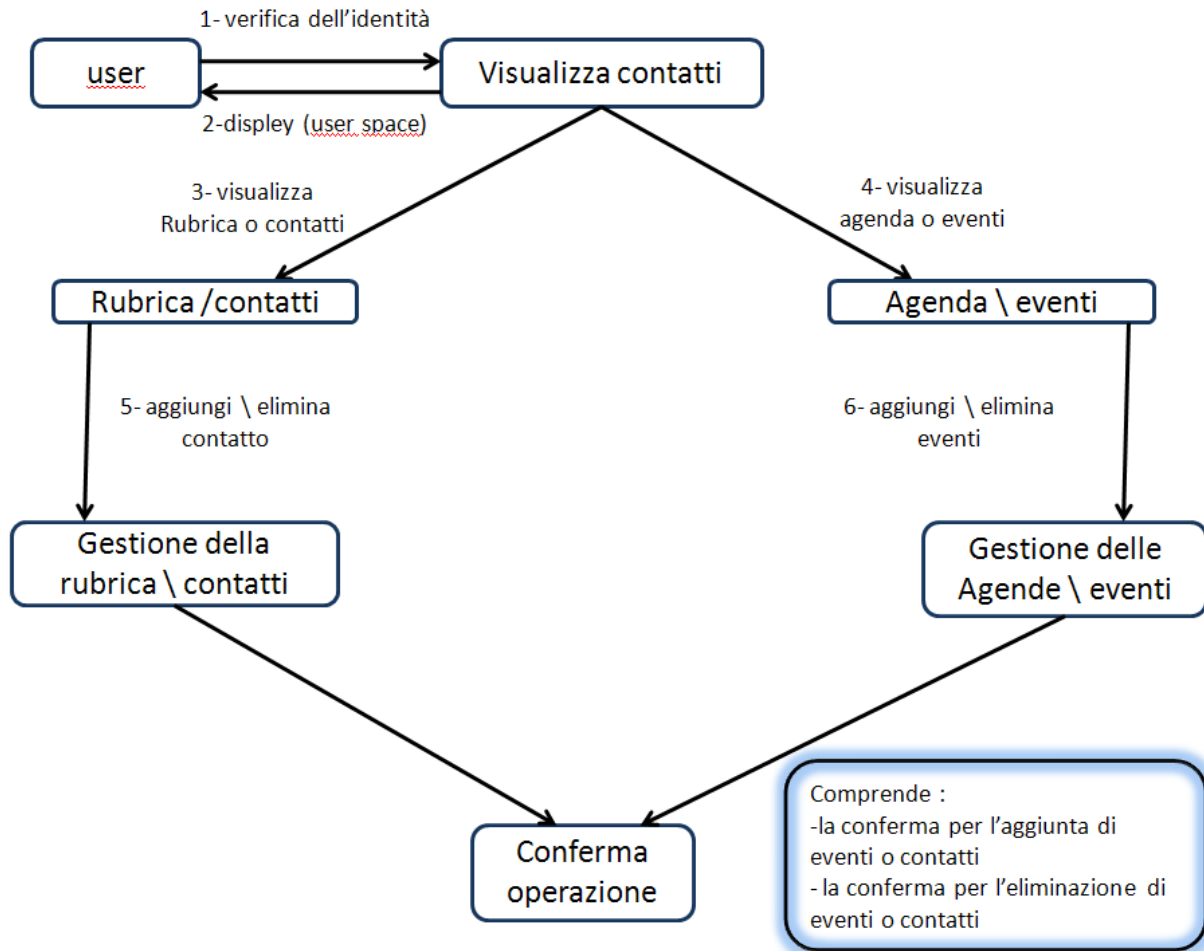 1- verifica dell'identità
user
Visualizza contatti
2-displey (user space)
3- visualizza
Rubrica o contatti
4- visualizza
agenda o eventi
Rubrica /contatti
Agenda \ eventi
5- aggiungi \ elimina
contatto
6- aggiungi \ elimina
eventi
Gestione della
rubrica \ contatti
Gestione delle
Agende \ eventi
Comprende :
-la conferma per l'aggiunta di
eventi o contatti
- la conferma per l'eliminazione di
eventi o contatti
Conferma
operazione